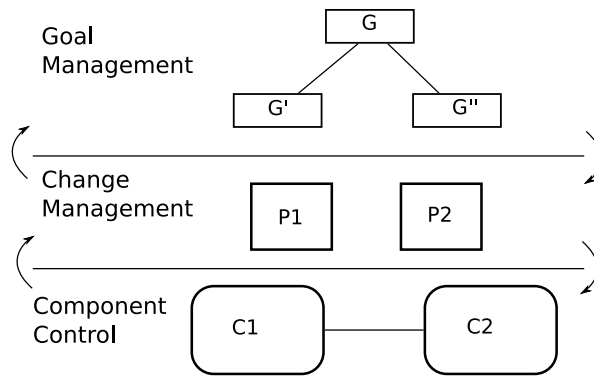 Goal
Management
G
G'
G"
Change
Management
P1
P2
Component
Control
C1
C2